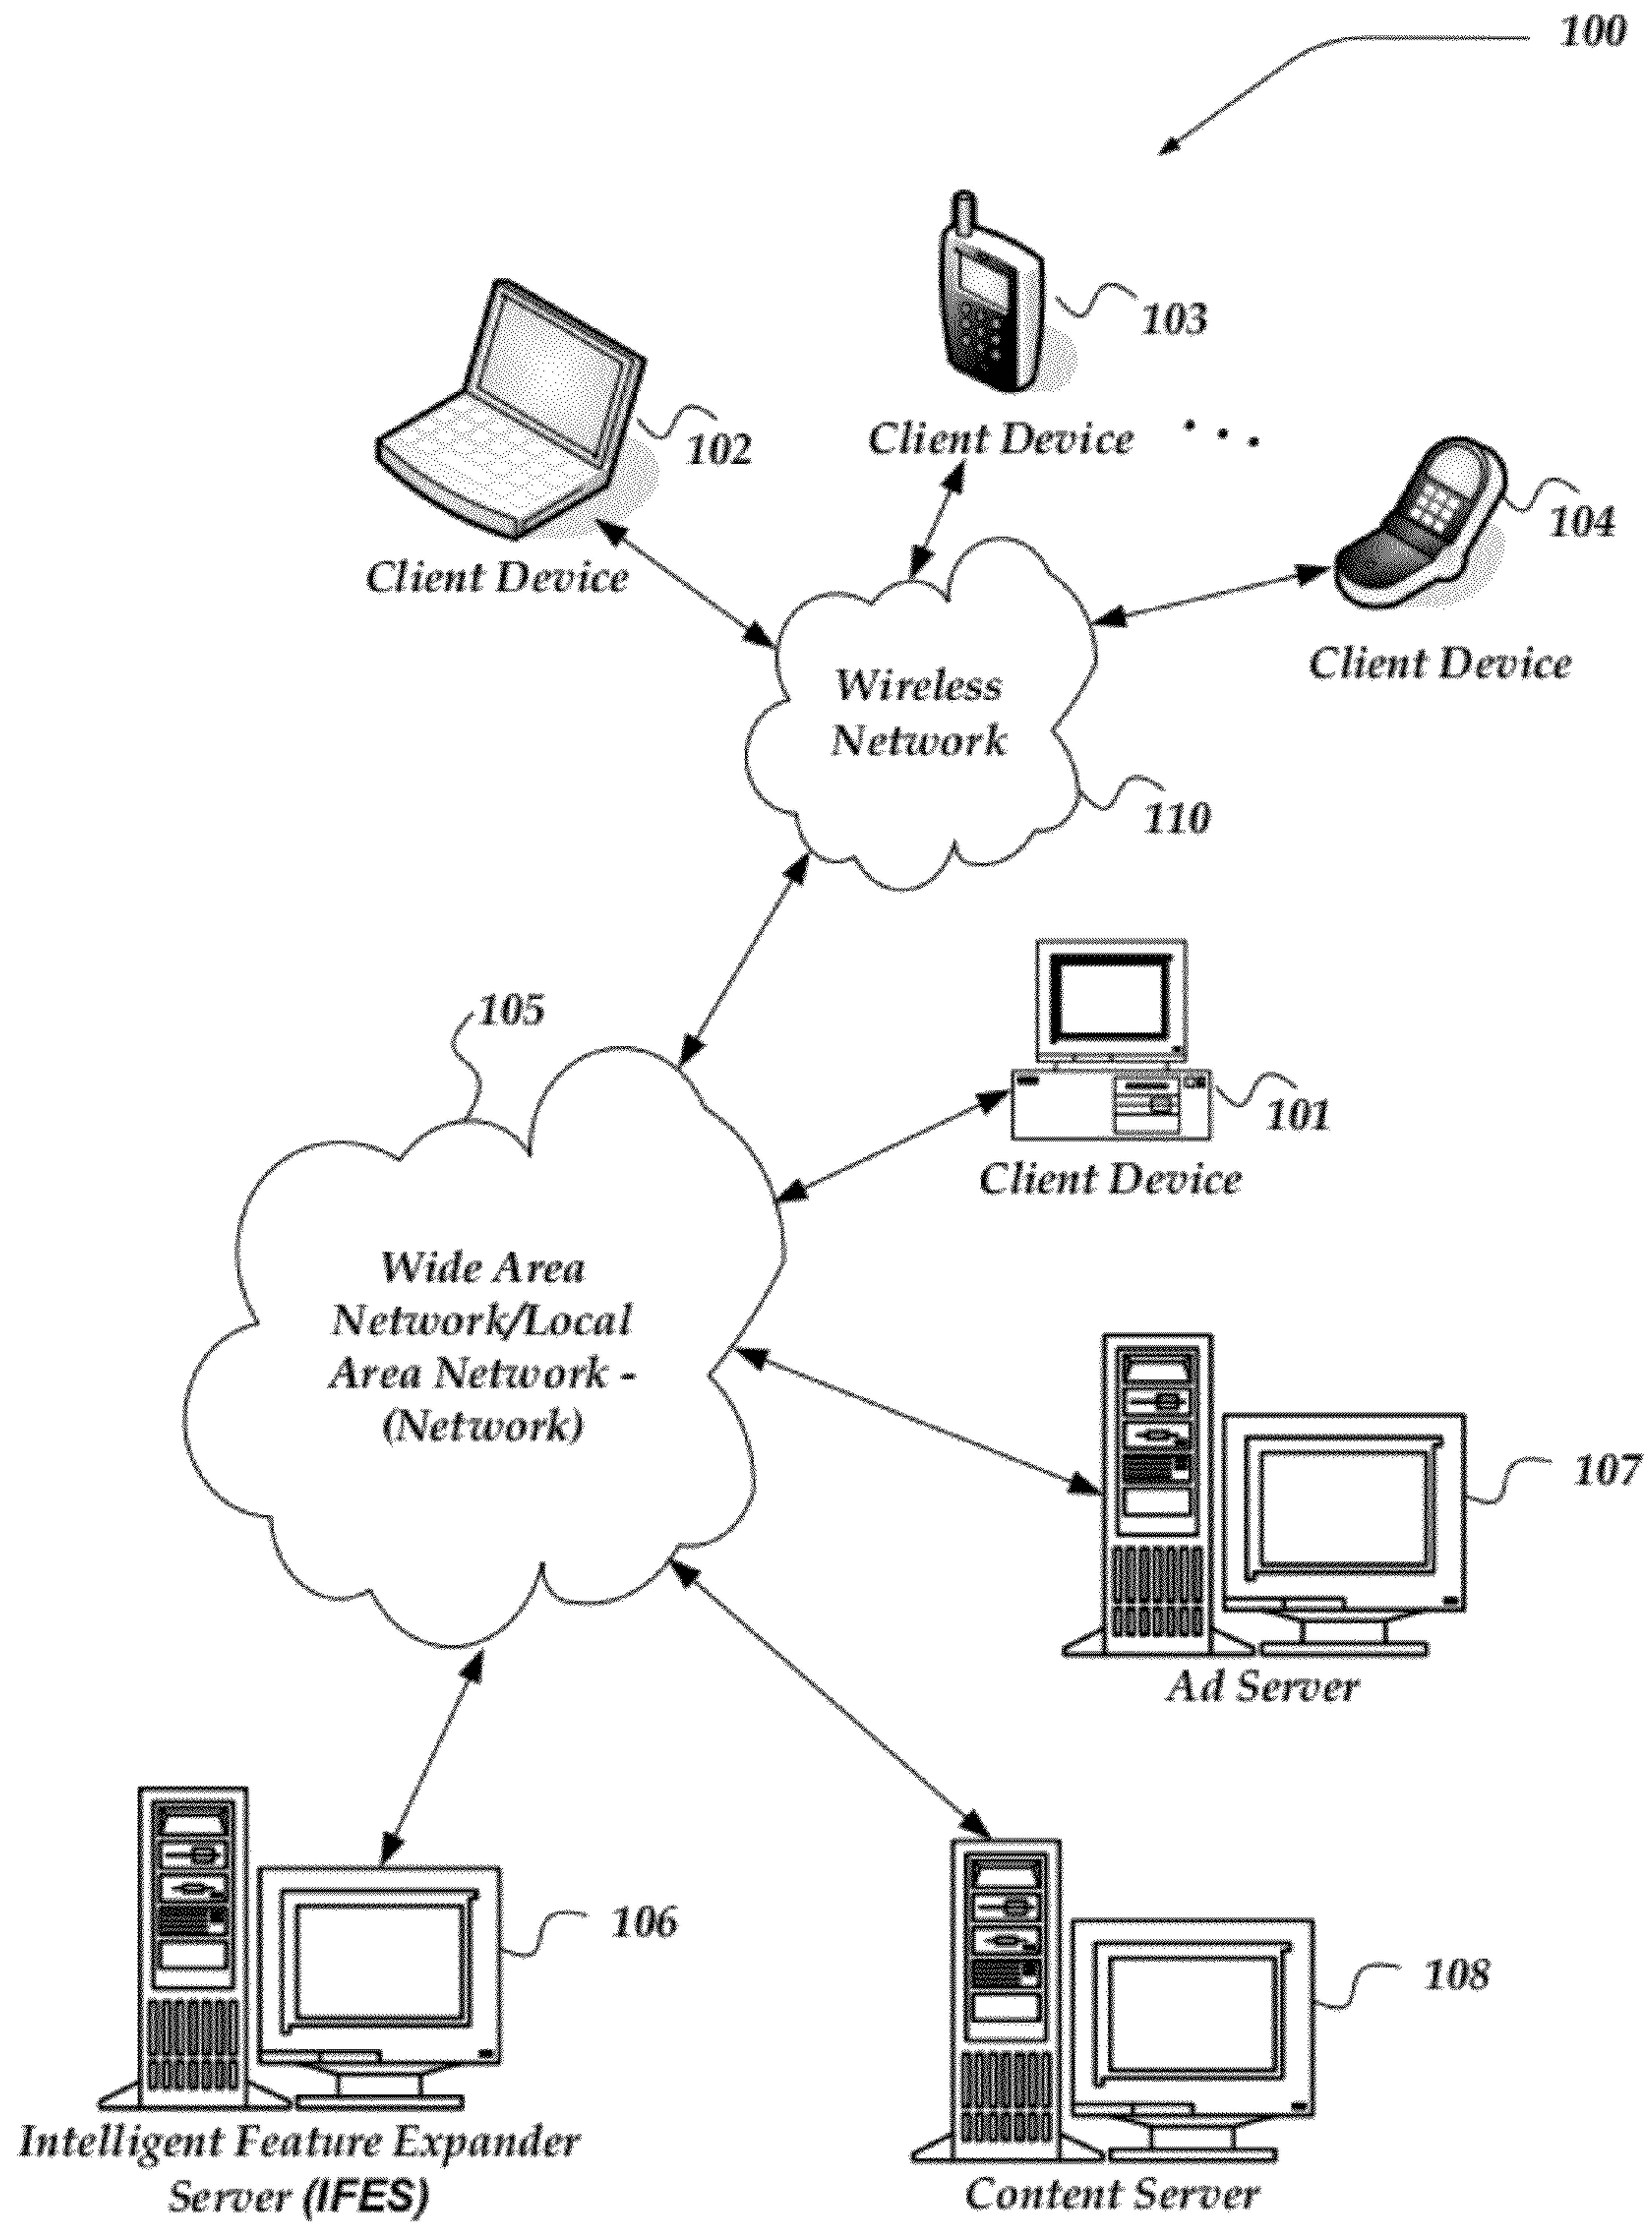 100
103
Client Device
102
104
Client Device
Client Device
Wireless
Network
110
105
101
Client Device
Wide Area
Network/Local
Area Network -
(Network)
107
Ad Server
106
108
Intelligent Feature Expander
Server (IFES)
Content Server